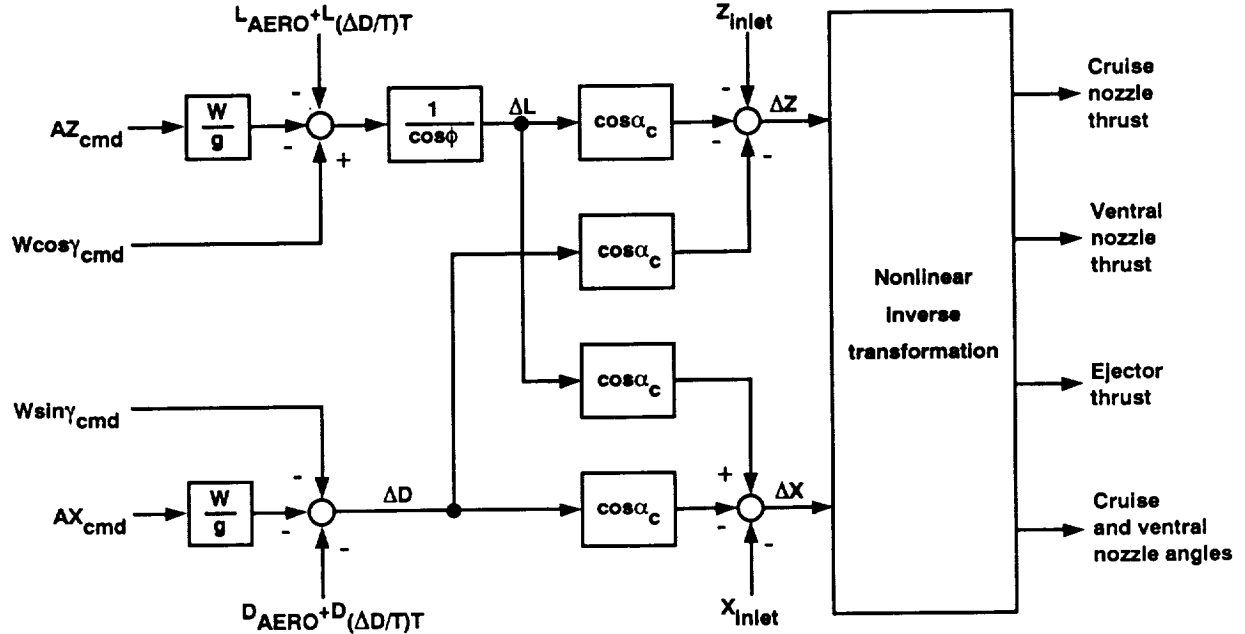 L_AERO+L_(ΔD/T)T
Z_inlet
AZ_cmd
W
g
-
-
+
1
cosϕ
ΔL
cosα_c
-
-
-
ΔZ
Cruise
nozzle
thrust
Wcosγ_cmd
cosα_c
Ventral
nozzle
thrust
Nonlinear
inverse
transformation
cosα_c
Ejector
thrust
Wsinγ_cmd
AX_cmd
W
g
-
-
-
ΔD
cosα_c
+
-
-
ΔX
Cruise
and ventral
nozzle angles
D_AERO+D_(ΔD/T)T
X_inlet